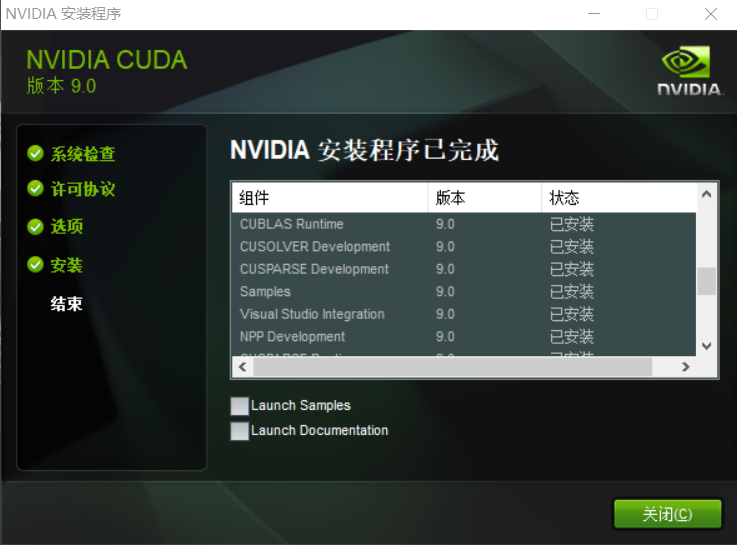 NVIDIA 安装程序
NVIDIA CUDA
版本 9.0
NVIDIA.
系统检查
许可协议
选项
安装
结束
NVIDIA 安装程序已完成
组件 版本 状态
CUBLAS Runtime 9.0 已安装
CUSOLVER Development 9.0 已安装
CUSPARSE Development 9.0 已安装
Samples 9.0 已安装
Visual Studio Integration 9.0 已安装
NPP Development 9.0 已安装
Launch Samples
Launch Documentation
关闭(C)